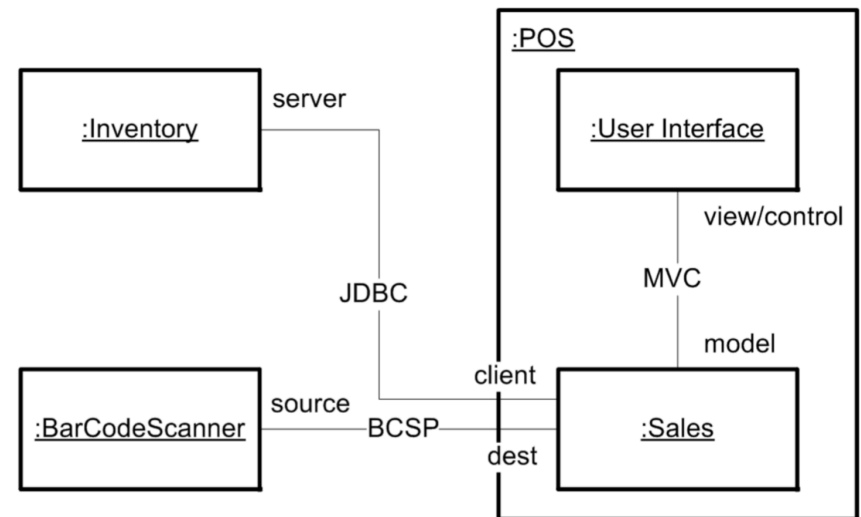 :POS
server
:Inventory
:User Interface
view/control
MVC
JDBC
model
client
source
:BarCodeScanner
BCSP
:Sales
dest